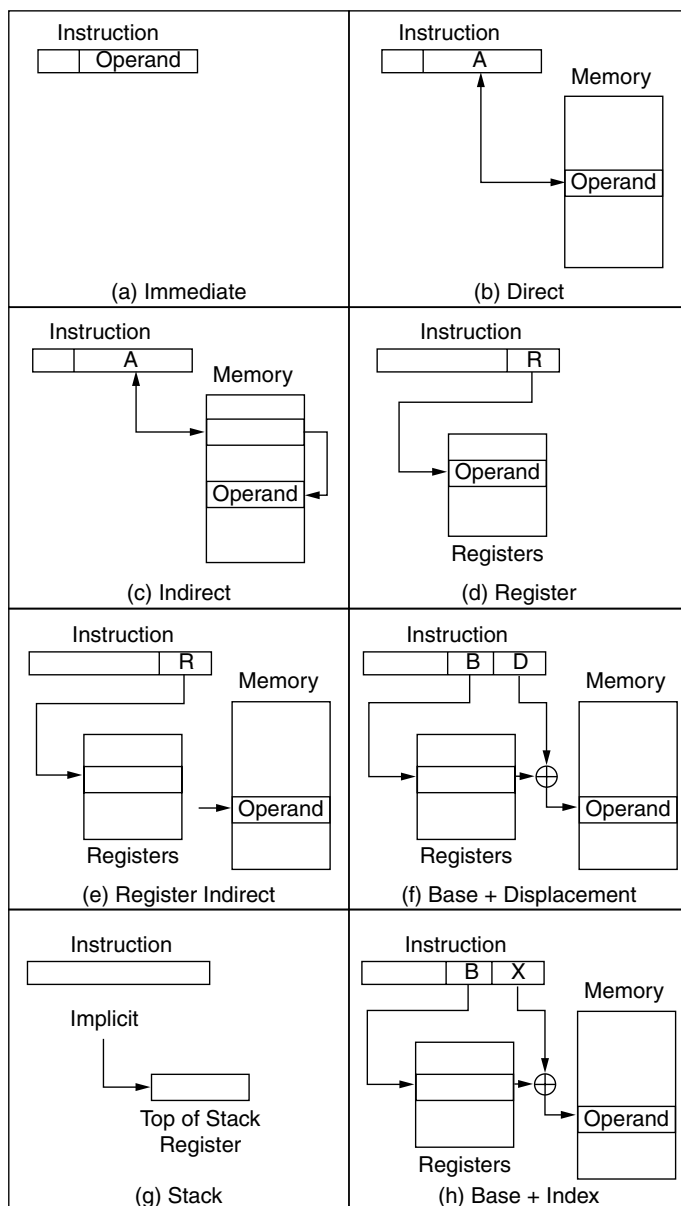 Instruction
Operand
(a) Immediate
Instruction
A
Memory
Operand
(b) Direct
Instruction
A
Memory
Operand
(c) Indirect
Instruction
R
Operand
Registers
(d) Register
Instruction
R
Memory
Operand
Registers
(e) Register Indirect
Instruction
B D
Memory
Operand
Registers
(f) Base + Displacement
Instruction
Implicit
Top of Stack
Register
(g) Stack
Instruction
B X
Memory
Operand
Registers
(h) Base + Index